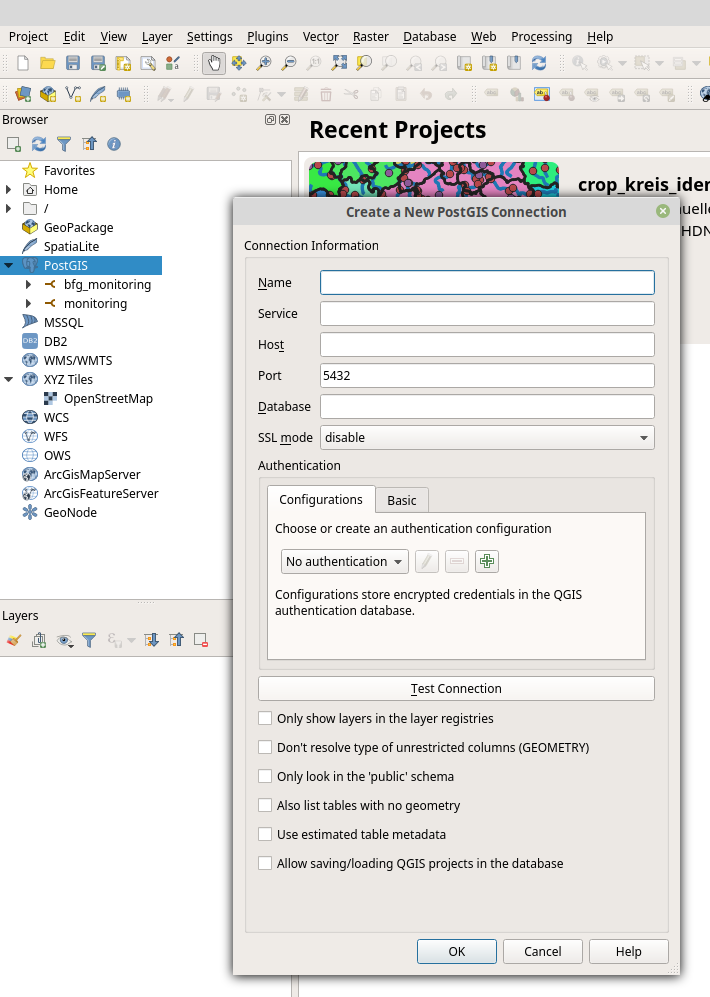 Project Edit View Layer Settings Plugins Vector Raster Database Web Processing Help
Browser
Favorites
Home
/
GeoPackage
SpatiaLite
PostGIS
bfg_monitoring
monitoring
MSSQL
DB2
WMS/WMTS
XYZ Tiles
OpenStreetMap
WCS
WFS
OWS
ArcGisMapServer
ArcGisFeatureServer
GeoNode
Layers
Recent Projects
crop_kreis_iden
Create a New PostGIS Connection
Connection Information
Name
Service
Host
Port 5432
Database
SSL mode disable
Authentication
Configurations Basic
Choose or create an authentication configuration
No authentication
Configurations store encrypted credentials in the QGIS
authentication database.
Test Connection
Only show layers in the layer registries
Don't resolve type of unrestricted columns (GEOMETRY)
Only look in the 'public' schema
Also list tables with no geometry
Use estimated table metadata
Allow saving/loading QGIS projects in the database
OK Cancel Help